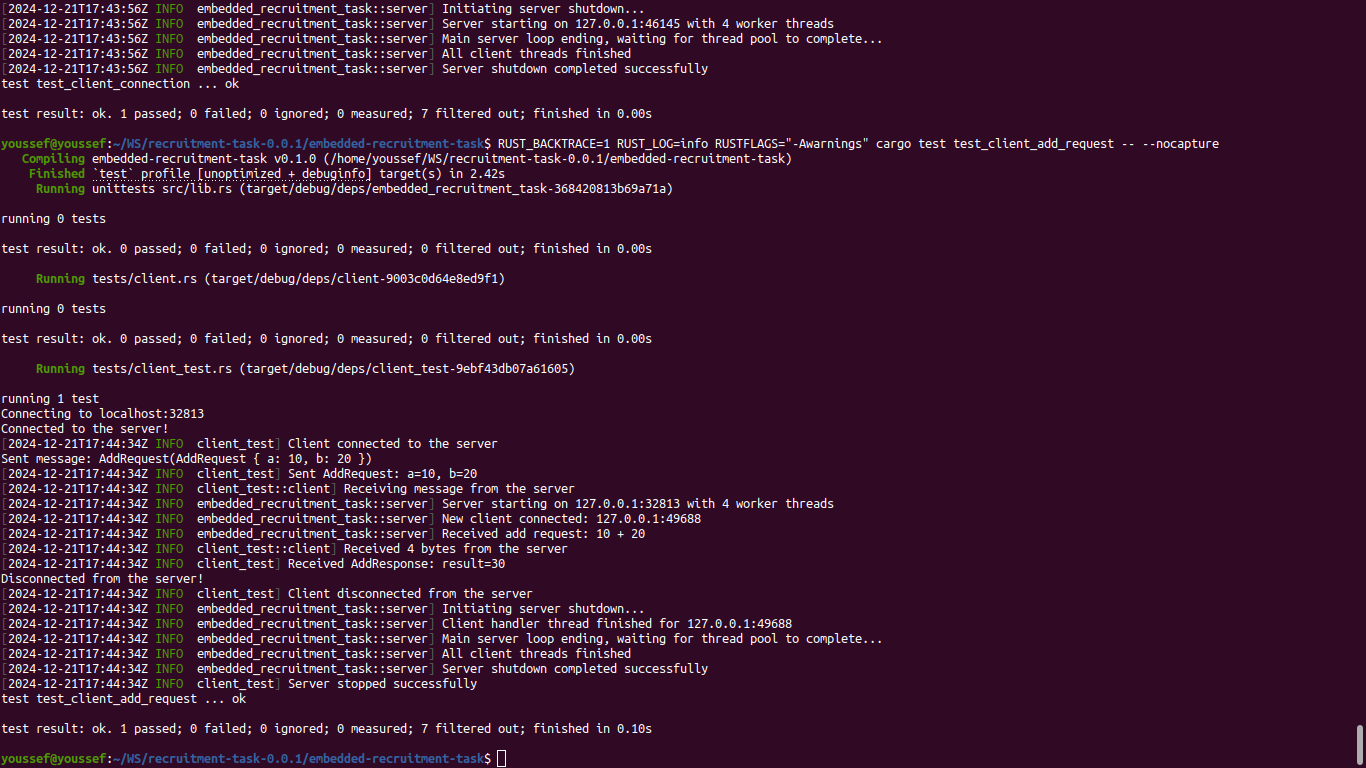 [2024-12-21T17:43:56Z INFO  embedded_recruitment_task::server] Initiating server shutdown...
[2024-12-21T17:43:56Z INFO  embedded_recruitment_task::server] Server starting on 127.0.0.1:46145 with 4 worker threads
[2024-12-21T17:43:56Z INFO  embedded_recruitment_task::server] Main server loop ending, waiting for thread pool to complete...
[2024-12-21T17:43:56Z INFO  embedded_recruitment_task::server] All client threads finished
[2024-12-21T17:43:56Z INFO  embedded_recruitment_task::server] Server shutdown completed successfully
test test_client_connection ... ok

test result: ok. 1 passed; 0 failed; 0 ignored; 0 measured; 7 filtered out; finished in 0.00s

youssef@youssef:~/WS/recruitment-task-0.0.1/embedded-recruitment-task$ RUST_BACKTRACE=1 RUST_LOG=info RUSTFLAGS="-Awarnings" cargo test test_client_add_request -- --nocapture
   Compiling embedded-recruitment-task v0.1.0 (/home/youssef/WS/recruitment-task-0.0.1/embedded-recruitment-task)
    Finished `test` profile [unoptimized + debuginfo] target(s) in 2.42s
     Running unittests src/lib.rs (target/debug/deps/embedded_recruitment_task-368420813b69a71a)

running 0 tests

test result: ok. 0 passed; 0 failed; 0 ignored; 0 measured; 0 filtered out; finished in 0.00s

     Running tests/client.rs (target/debug/deps/client-9003c0d64e8ed9f1)

running 0 tests

test result: ok. 0 passed; 0 failed; 0 ignored; 0 measured; 0 filtered out; finished in 0.00s

     Running tests/client_test.rs (target/debug/deps/client_test-9ebf43db07a61605)

running 1 test
Connecting to localhost:32813
Connected to the server!
[2024-12-21T17:44:34Z INFO  client_test] Client connected to the server
Sent message: AddRequest(AddRequest { a: 10, b: 20 })
[2024-12-21T17:44:34Z INFO  client_test] Sent AddRequest: a=10, b=20
[2024-12-21T17:44:34Z INFO  client_test::client] Receiving message from the server
[2024-12-21T17:44:34Z INFO  embedded_recruitment_task::server] Server starting on 127.0.0.1:32813 with 4 worker threads
[2024-12-21T17:44:34Z INFO  embedded_recruitment_task::server] New client connected: 127.0.0.1:49688
[2024-12-21T17:44:34Z INFO  embedded_recruitment_task::server] Received add request: 10 + 20
[2024-12-21T17:44:34Z INFO  client_test::client] Received 4 bytes from the server
[2024-12-21T17:44:34Z INFO  client_test] Received AddResponse: result=30
Disconnected from the server!
[2024-12-21T17:44:34Z INFO  client_test] Client disconnected from the server
[2024-12-21T17:44:34Z INFO  embedded_recruitment_task::server] Initiating server shutdown...
[2024-12-21T17:44:34Z INFO  embedded_recruitment_task::server] Client handler thread finished for 127.0.0.1:49688
[2024-12-21T17:44:34Z INFO  embedded_recruitment_task::server] Main server loop ending, waiting for thread pool to complete...
[2024-12-21T17:44:34Z INFO  embedded_recruitment_task::server] All client threads finished
[2024-12-21T17:44:34Z INFO  embedded_recruitment_task::server] Server shutdown completed successfully
[2024-12-21T17:44:34Z INFO  client_test] Server stopped successfully
test test_client_add_request ... ok

test result: ok. 1 passed; 0 failed; 0 ignored; 0 measured; 7 filtered out; finished in 0.10s

youssef@youssef:~/WS/recruitment-task-0.0.1/embedded-recruitment-task$